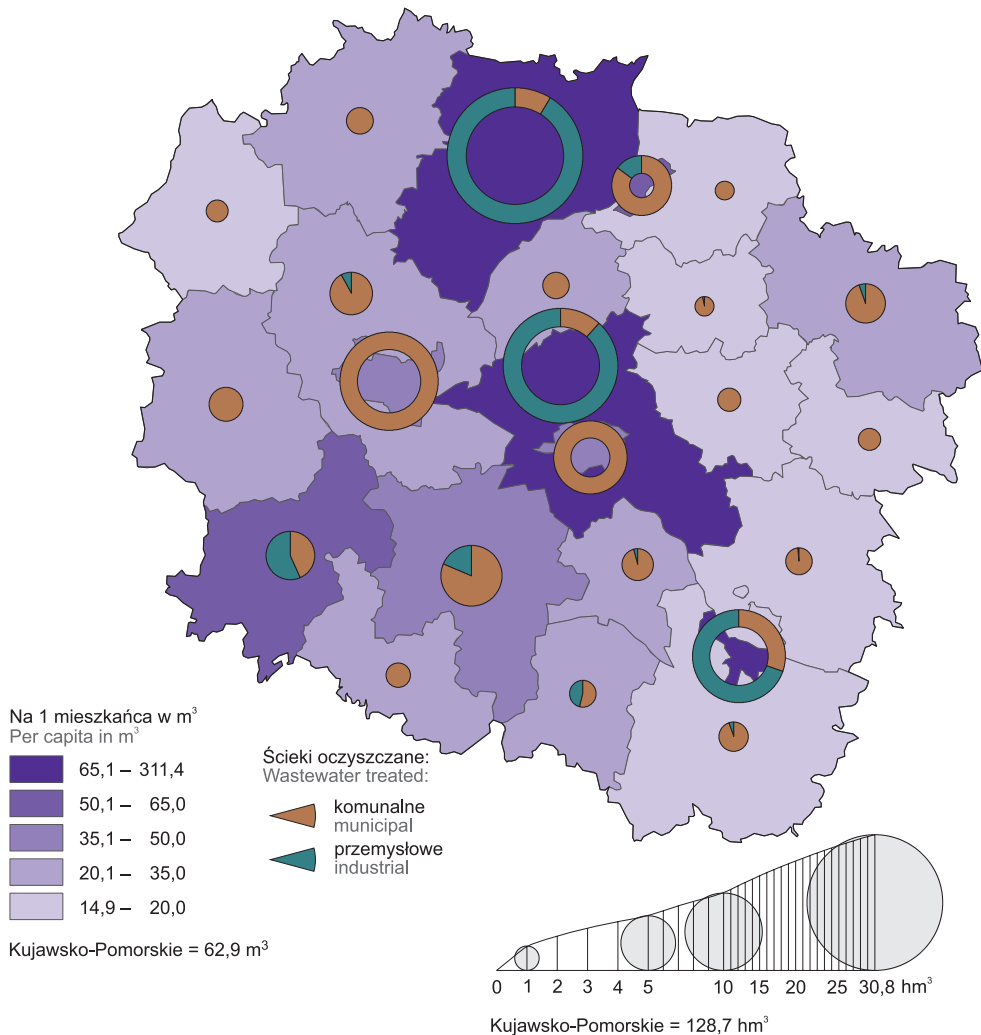 Na 1 mieszkańca w m³
Per capita in m³
65,1 – 311,4
50,1 – 65,0
35,1 – 50,0
20,1 – 35,0
14,9 – 20,0
Kujawsko-Pomorskie = 62,9 m³
Ścieki oczyszczane:
Wastewater treated:
komunalne
municipal
przemysłowe
industrial
0 1 2 3 4 5 10 15 20 25 30,8 hm³
Kujawsko-Pomorskie = 128,7 hm³